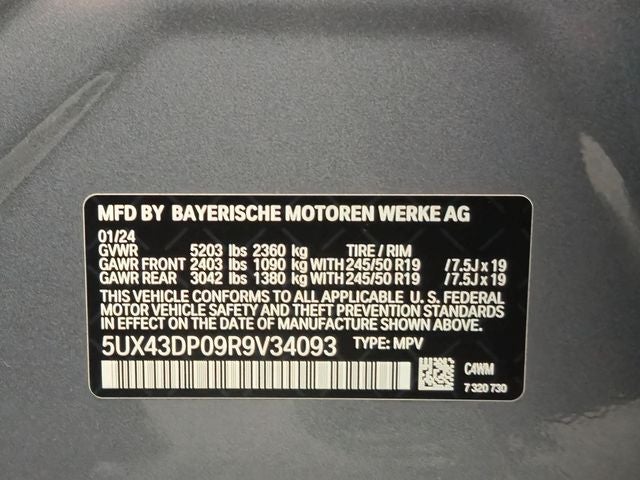 MFD BY BAYERISCHE MOTOREN WERKE AG
01/24
GVWR 5203 lbs 2360 kg TIRE / RIM
GAWR FRONT 2403 lbs 1090 kg WITH 245/50 R19 /7.5J x 19
GAWR REAR 3042 lbs 1380 kg WITH 245/50 R19 /7.5J x 19
THIS VEHICLE CONFORMS TO ALL APPLICABLE U. S. FEDERAL
MOTOR VEHICLE SAFETY AND THEFT PREVENTION STANDARDS
IN EFFECT ON THE DATE OF MANUFACTURE SHOWN ABOVE.
5UX43DP09R9V34093 TYPE: MPV
C4WM
7 320 730